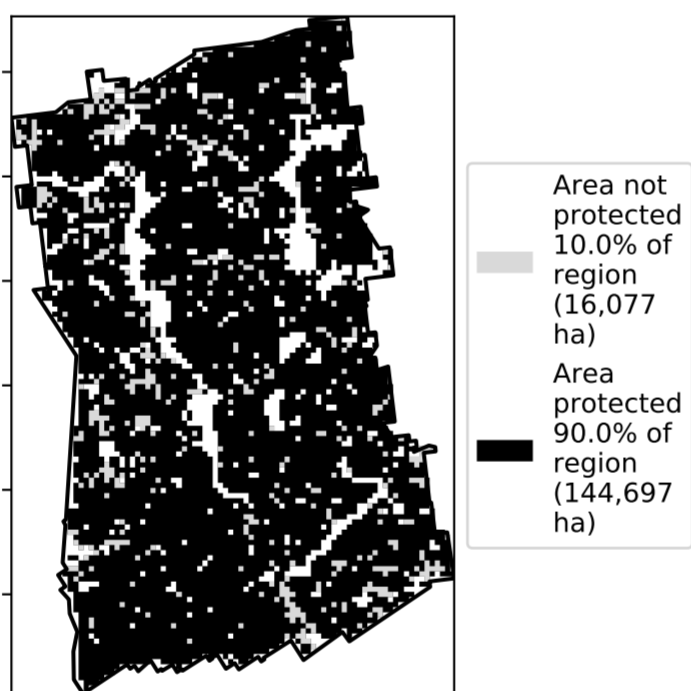 Area not
protected
10.0% of
region
(16,077
ha)
Area
protected
90.0% of
region
(144,697
ha)